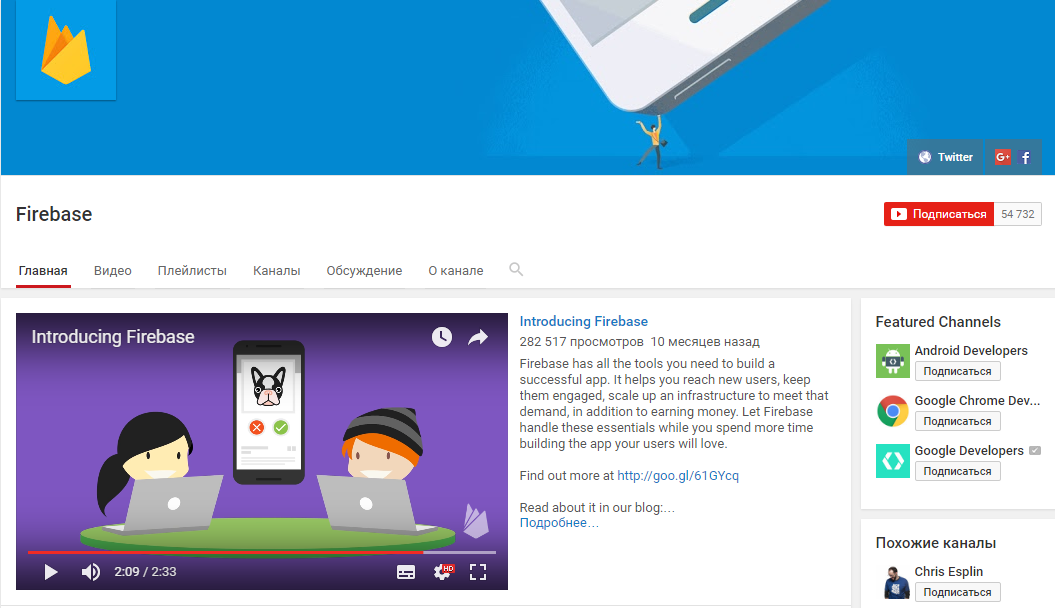 Twitter
G+
f
Firebase
Подписаться 54 732
Главная Видео Плейлисты Каналы Обсуждение О канале
Introducing Firebase
2:09 / 2:33
HD
Introducing Firebase
282 517 просмотров 10 месяцев назад
Firebase has all the tools you need to build a
successful app. It helps you reach new users, keep
them engaged, scale up an infrastructure to meet that
demand, in addition to earning money. Let Firebase
handle these essentials while you spend more time
building the app your users will love.
Find out more at http://goo.gl/61GYcq
Read about it in our blog:…
Подробнее…
Featured Channels
Android Developers
Подписаться
Google Chrome Dev...
Подписаться
Google Developers
Подписаться
Похожие каналы
Chris Esplin
Подписаться